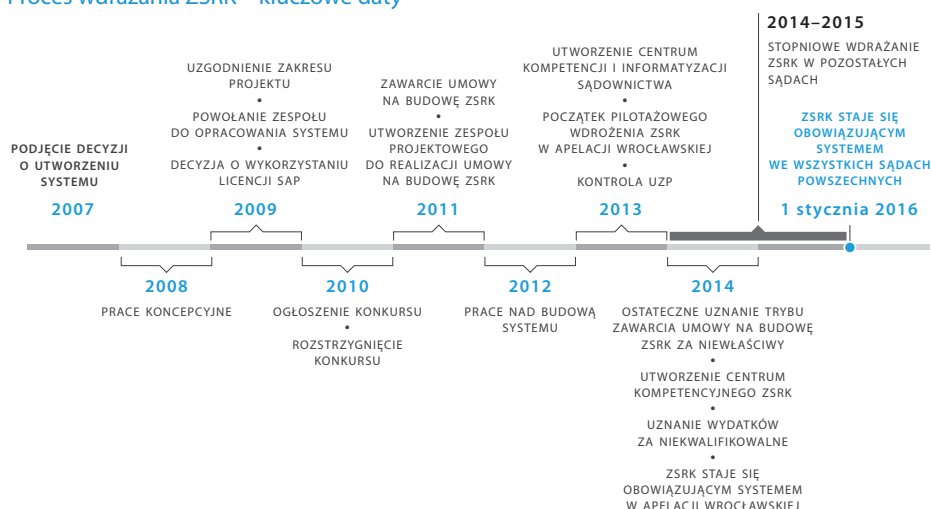 Proces wdrażania ZSRK – kluczowe daty
PODJĘCIE DECYZJI
O UTWORZENIU
SYSTEMU
2007
PRACE KONCEPCYJNE
2008
UZGODNIENIE ZAKRESU
PROJEKTU
•
POWOŁANIE ZESPOŁU
DO OPRACOWANIA SYSTEMU
•
DECYZJA O WYKORZYSTANIU
LICENCJI SAP
2009
2010
OGŁOSZENIE KONKURSU
•
ROZSTRZYGNIĘCIE
KONKURSU
ZAWARCIE UMOWY
NA BUDOWĘ ZSRK
•
UTWORZENIE ZESPOŁU
PROJEKTOWEGO
DO REALIZACJI UMOWY
NA BUDOWĘ ZSRK
2011
2012
PRACE NAD BUDOWĄ
SYSTEMU
UTWORZENIE CENTRUM
KOMPETENCJI I INFORMATYZACJI
SĄDOWNICTWA
•
POCZĄTEK PILOTAŻOWEGO
WDROŻENIA ZSRK
W APELACJI WROCŁAWSKIEJ
•
KONTROLA UZP
2013
2014
OSTATECZNE UZNANIE TRYBU
ZAWARCIA UMOWY NA BUDOWĘ
ZSRK ZA NIEWŁAŚCIWY
•
UTWORZENIE CENTRUM
KOMPETENCYJNEGO ZSRK
•
UZNANIE WYDATKÓW
ZA NIEKWALIFIKOWALNE
•
ZSRK STAJE SIĘ
OBOWIĄZUJĄCYM SYSTEMEM
W APELACJI WROCŁAWSKIEJ
2014–2015
STOPNIOWE WDRAŻANIE
ZSRK W POZOSTAŁYCH
SĄDACH
ZSRK STAJE SIĘ
OBOWIĄZUJĄCYM
SYSTEMEM
WE WSZYSTKICH SĄDACH
POWSZECHNYCH
1 stycznia 2016